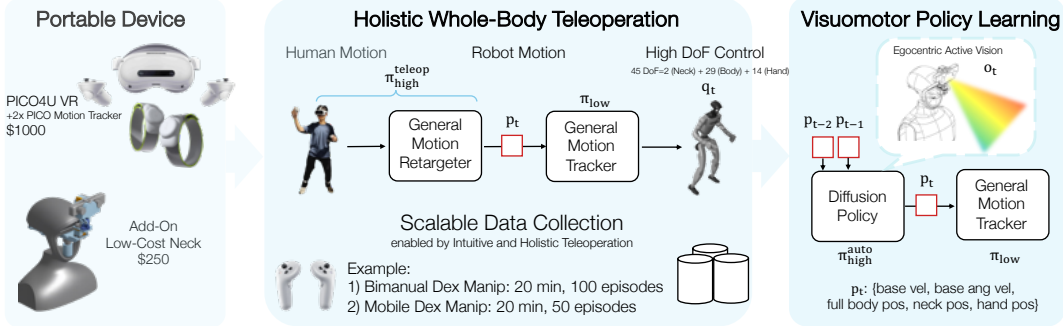 Portable Device
PICO4U VR
+2x PICO Motion Tracker
$1000
Add-On
Low-Cost Neck
$250
Holistic Whole-Body Teleoperation
Human Motion
Robot Motion
High DoF Control
45 DoF=2 (Neck) + 29 (Body) + 14 (Hand)
π_high^teleop
General
Motion
Retargeter
p_t
π_low
General
Motion
Tracker
q_t
Scalable Data Collection
enabled by Intuitive and Holistic Teleoperation
Example:
1) Bimanual Dex Manip: 20 min, 100 episodes
2) Mobile Dex Manip: 20 min, 50 episodes
Visuomotor Policy Learning
Egocentric Active Vision
o_t
p_t-2 p_t-1
Diffusion
Policy
π_high^auto
p_t
General
Motion
Tracker
π_low
p_t: {base vel, base ang vel,
full body pos, neck pos, hand pos}